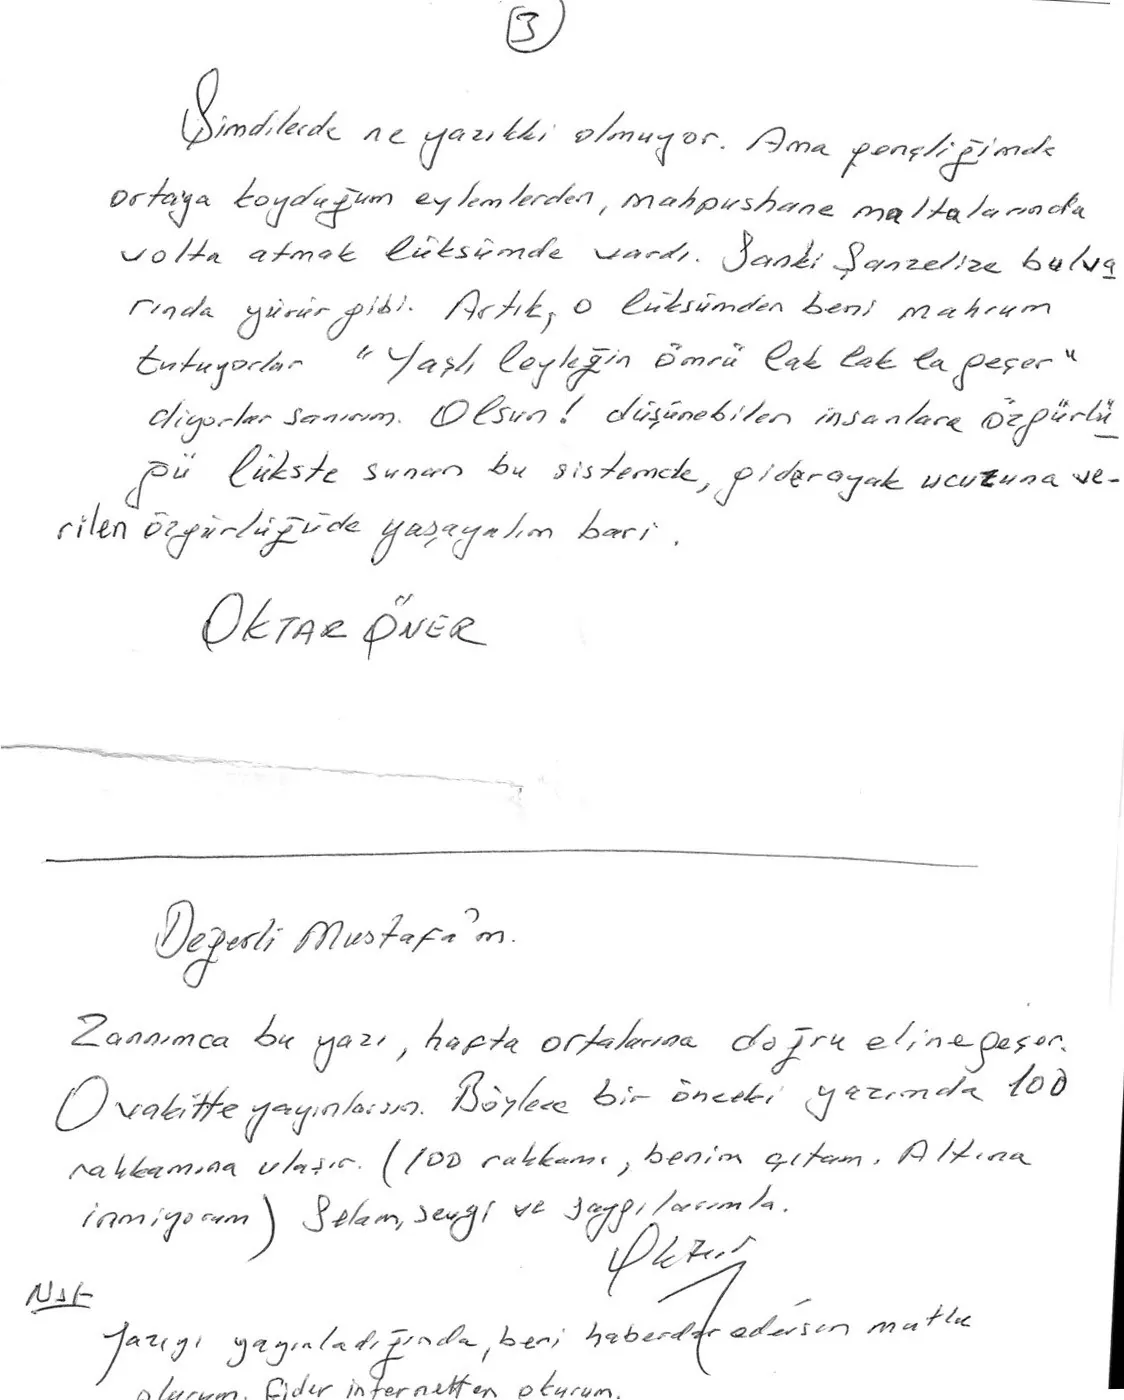 3
Şimdilerde ne yazıkki olmuyor. Ama gençliğimde
ortaya koyduğum eylemlerden, mahpushane maltalarında
volta atmak lüksümde vardı. Sanki Şanzelize bulva
rında yürür gibi. Artık, o lüksümden beni mahrum
tutuyorlar "Yaşlı leyleğin ömrü lak lak la geçer"
diyorlar sanırım. Olsun! düşünebilen insanlara özgürlü
ğü lükste sunan bu sistemde, giderayak ucuzuna ve-
rilen özgürlüğüde yaşayalım bari.
OKTAR ÖNER
Değerli Mustafa'm.
Zannımca bu yazı, hafta ortalarına doğru eline geçer.
O vakitte yayınlarsın. Böylece bir önceki yazımda 100
rakkamına ulaşır. (100 rakkamı, benim çıtam. Altına
inmiyorum) Selam, sevgi ve saygılarımla.
Oktar
Not
Yazıyı yayınladığında, beni haberdar edersin mutlu
olurum. Gider internetten okurum.